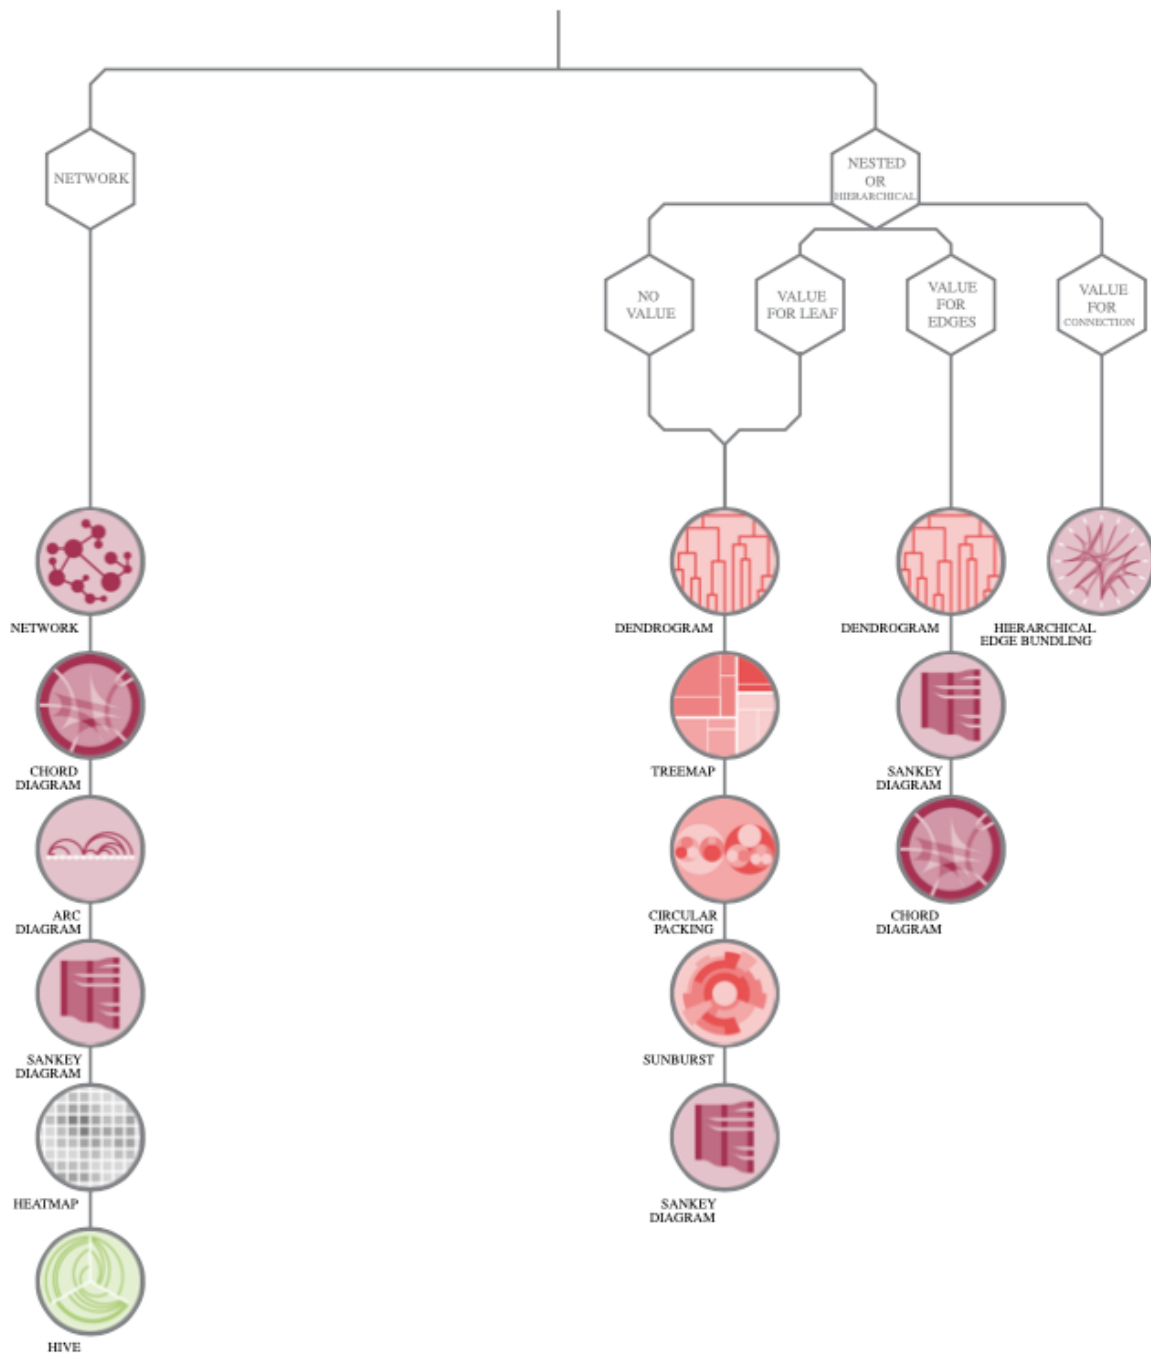 NETWORK
NESTED
OR
HIERARCHICAL
NO
VALUE
VALUE
FOR LEAF
VALUE
FOR
EDGES
VALUE
FOR
CONNECTION
NETWORK
CHORD
DIAGRAM
ARC
DIAGRAM
SANKEY
DIAGRAM
HEATMAP
HIVE
DENDROGRAM
TREEMAP
CIRCULAR
PACKING
SUNBURST
SANKEY
DIAGRAM
DENDROGRAM
SANKEY
DIAGRAM
CHORD
DIAGRAM
HIERARCHICAL
EDGE BUNDLING